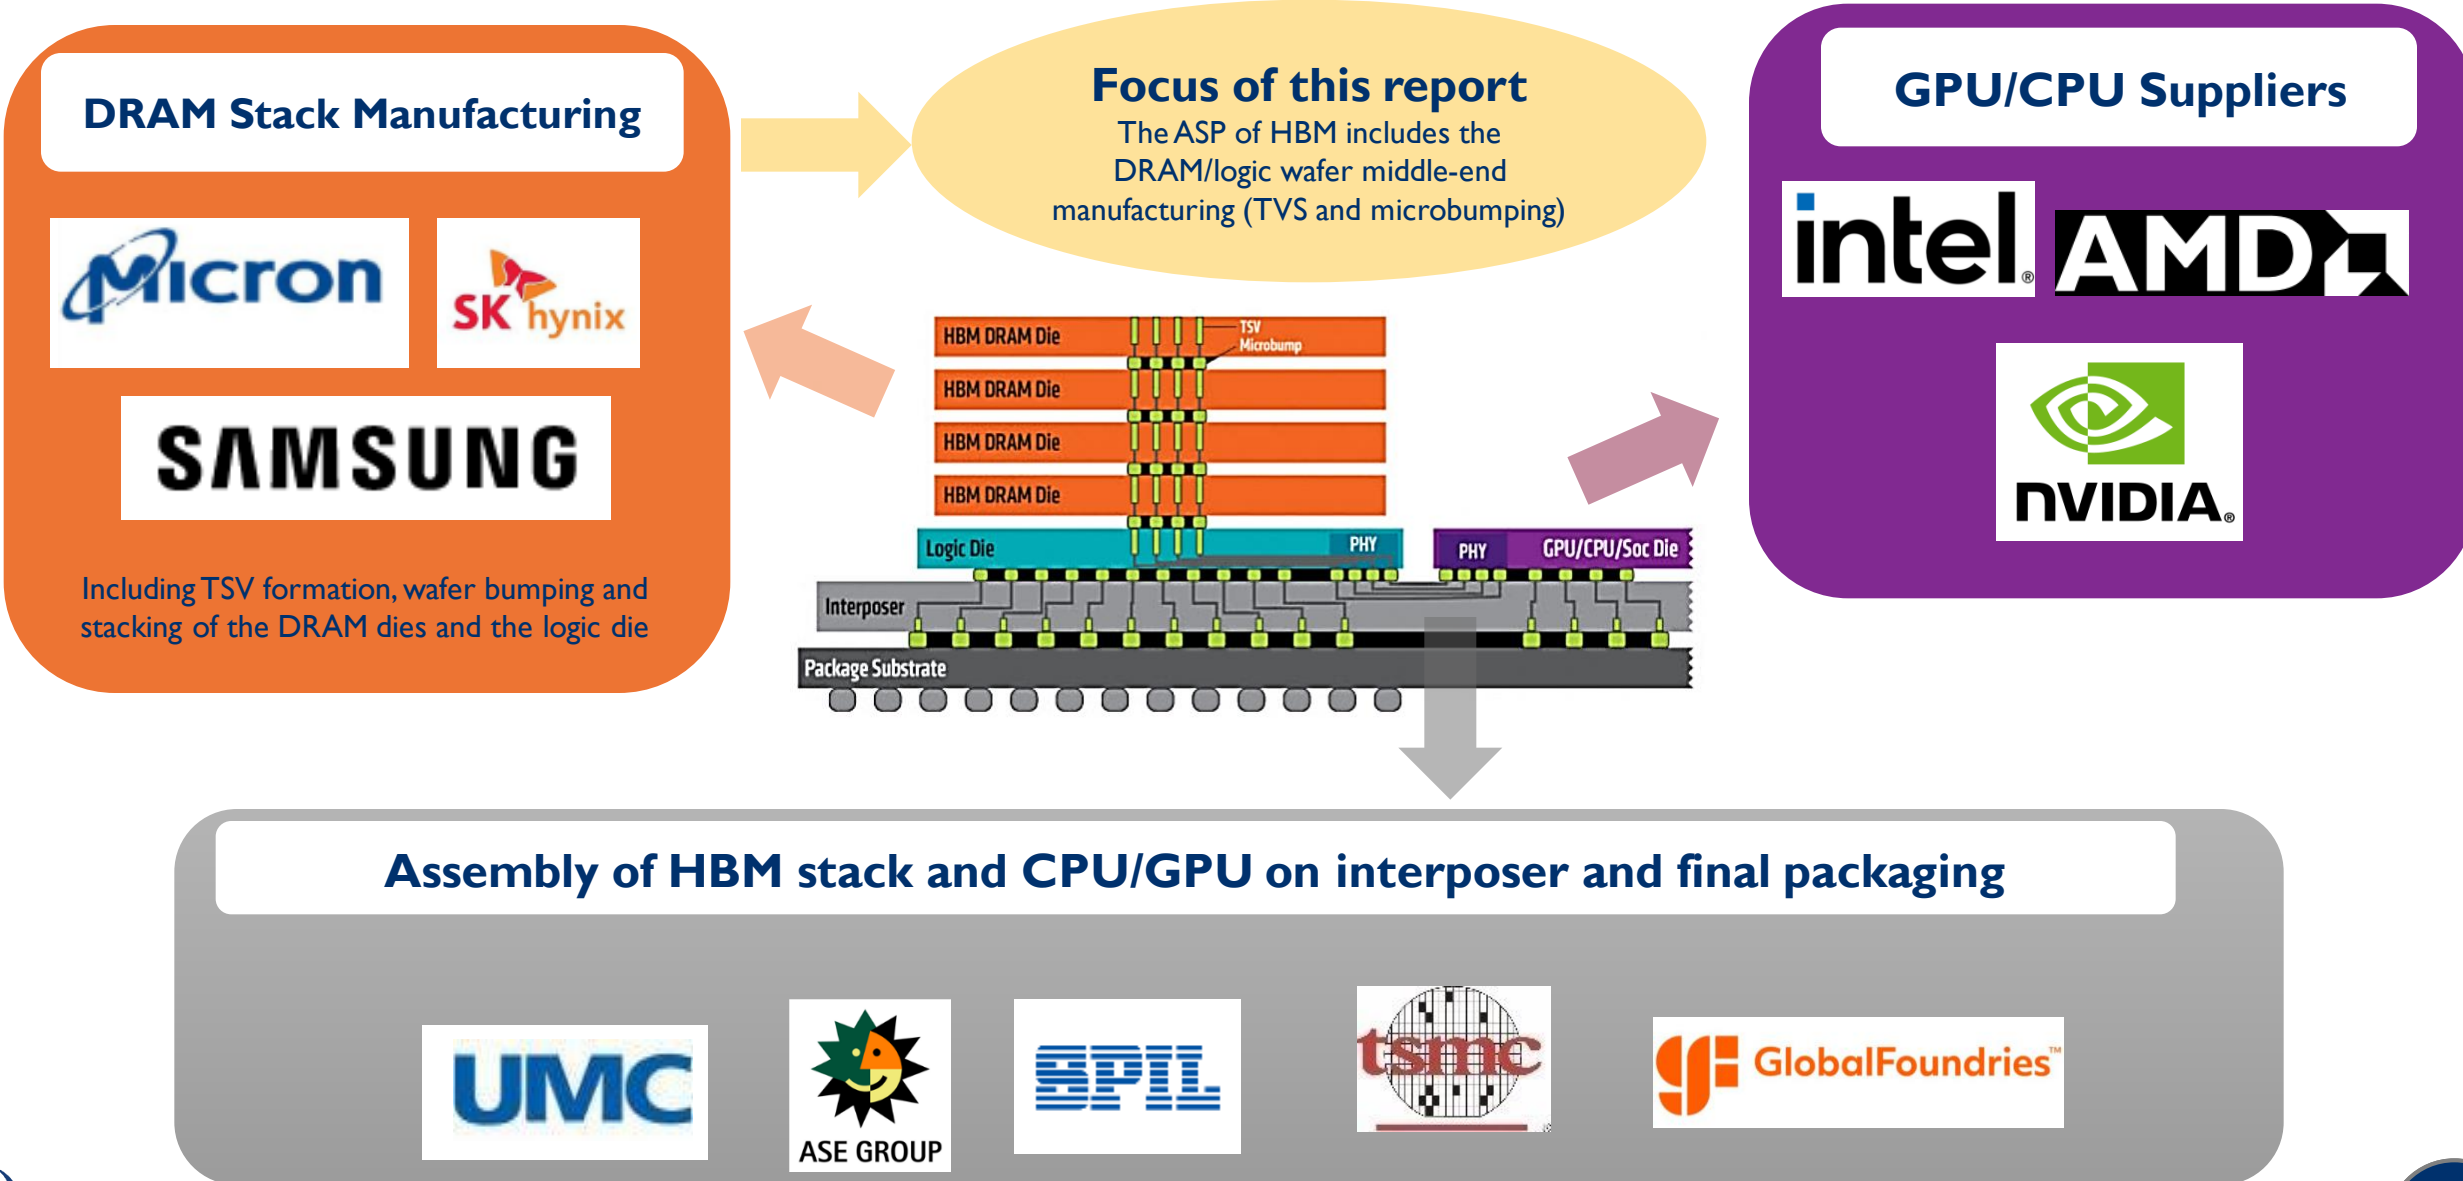 DRAM Stack Manufacturing
Micron
SK hynix
SAMSUNG
Including TSV formation, wafer bumping and
stacking of the DRAM dies and the logic die
Focus of this report
The ASP of HBM includes the
DRAM/logic wafer middle-end
manufacturing (TVS and microbumping)
GPU/CPU Suppliers
intel®
AMD
NVIDIA®
HBM DRAM Die
TSV
Microbump
HBM DRAM Die
HBM DRAM Die
HBM DRAM Die
Logic Die
PHY
PHY
GPU/CPU/Soc Die
Interposer
Package Substrate
Assembly of HBM stack and CPU/GPU on interposer and final packaging
UMC
ASE GROUP
SPIL
tsmc
GF GlobalFoundries™